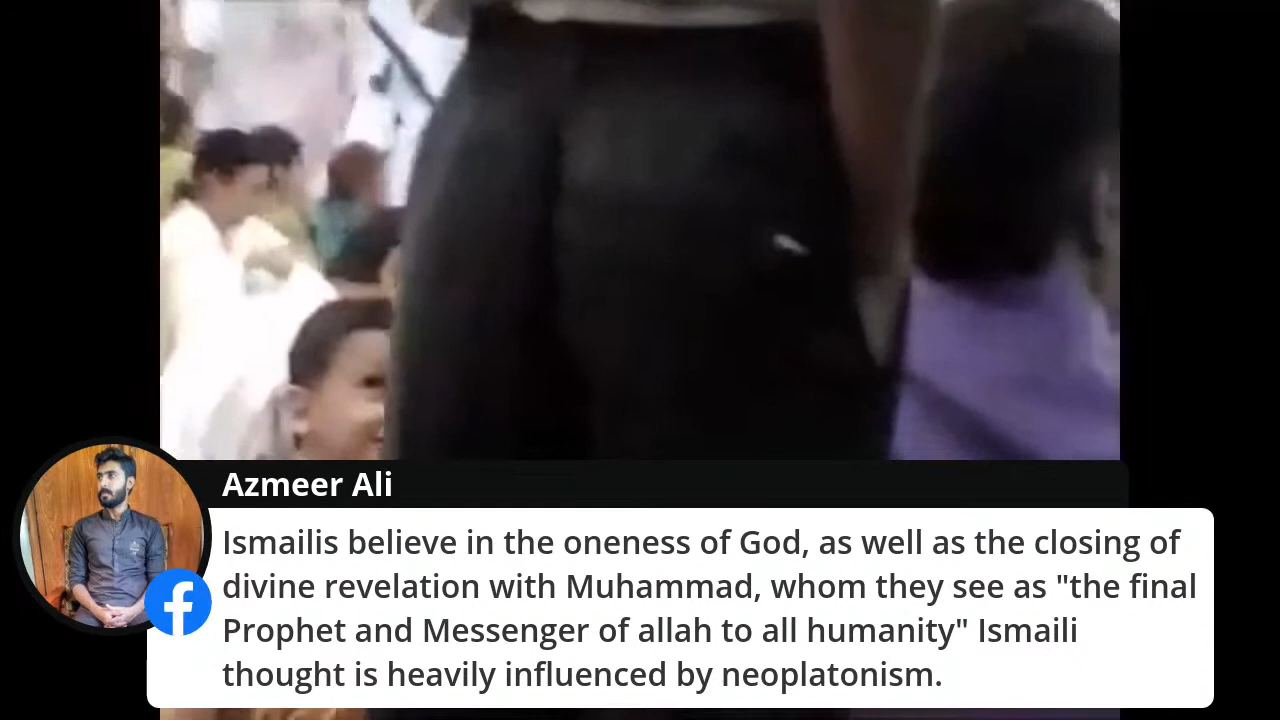 Azmeer Ali
Ismailis believe in the oneness of God, as well as the closing of
divine revelation with Muhammad, whom they see as "the final
Prophet and Messenger of allah to all humanity" Ismaili
thought is heavily influenced by neoplatonism.